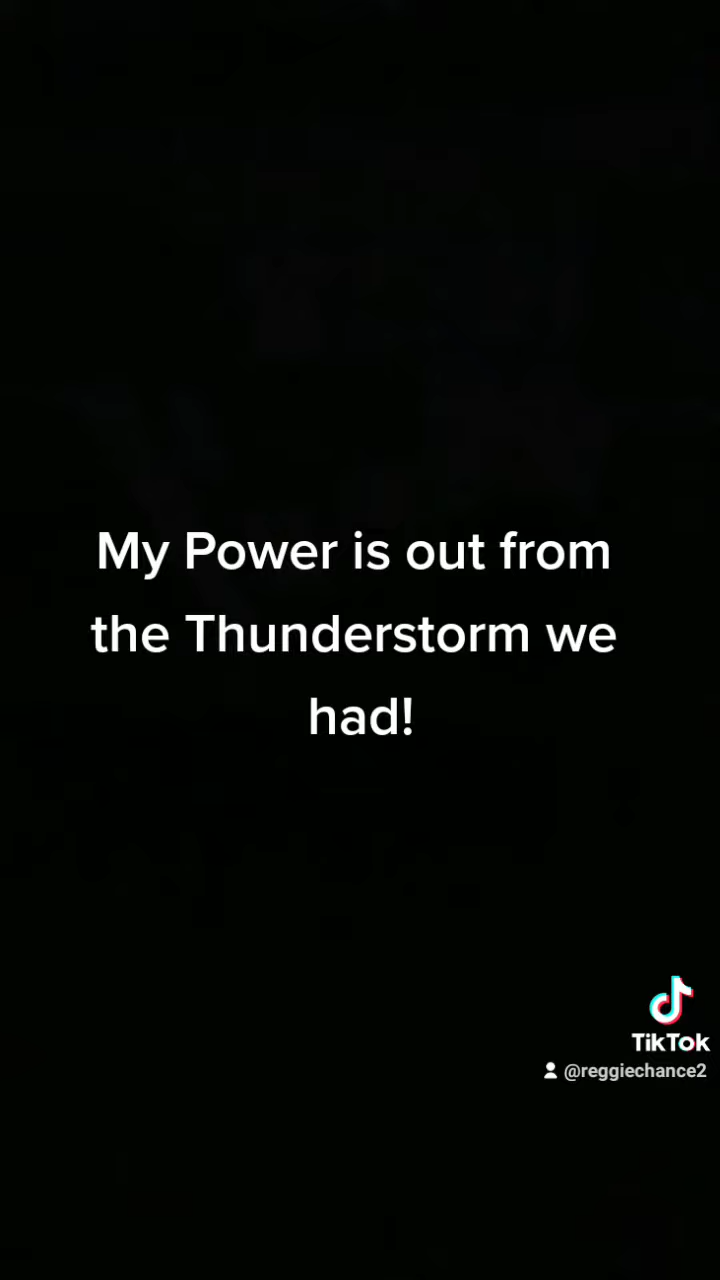 My Power is out from
the Thunderstorm we
had!
TikTok
@reggiechance2